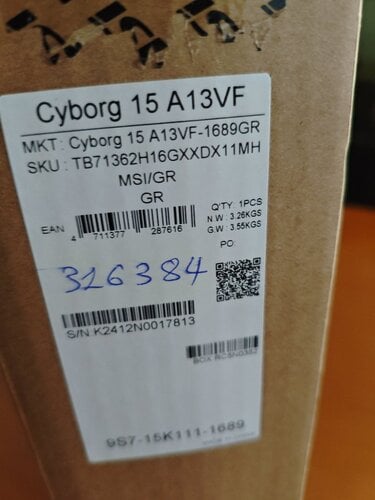 Cyborg 15 A13VF
MKT : Cyborg 15 A13VF-1689GR
SKU : TB71362H16GXXDX11MH
MSI/GR
GR
Q'TY: 1PCS
N.W : 3.26KGS
G.W : 3.55KGS
EAN
4 711377 287616
PO:
316384
S/N:K2412N0017813
9S7-15K111-1689